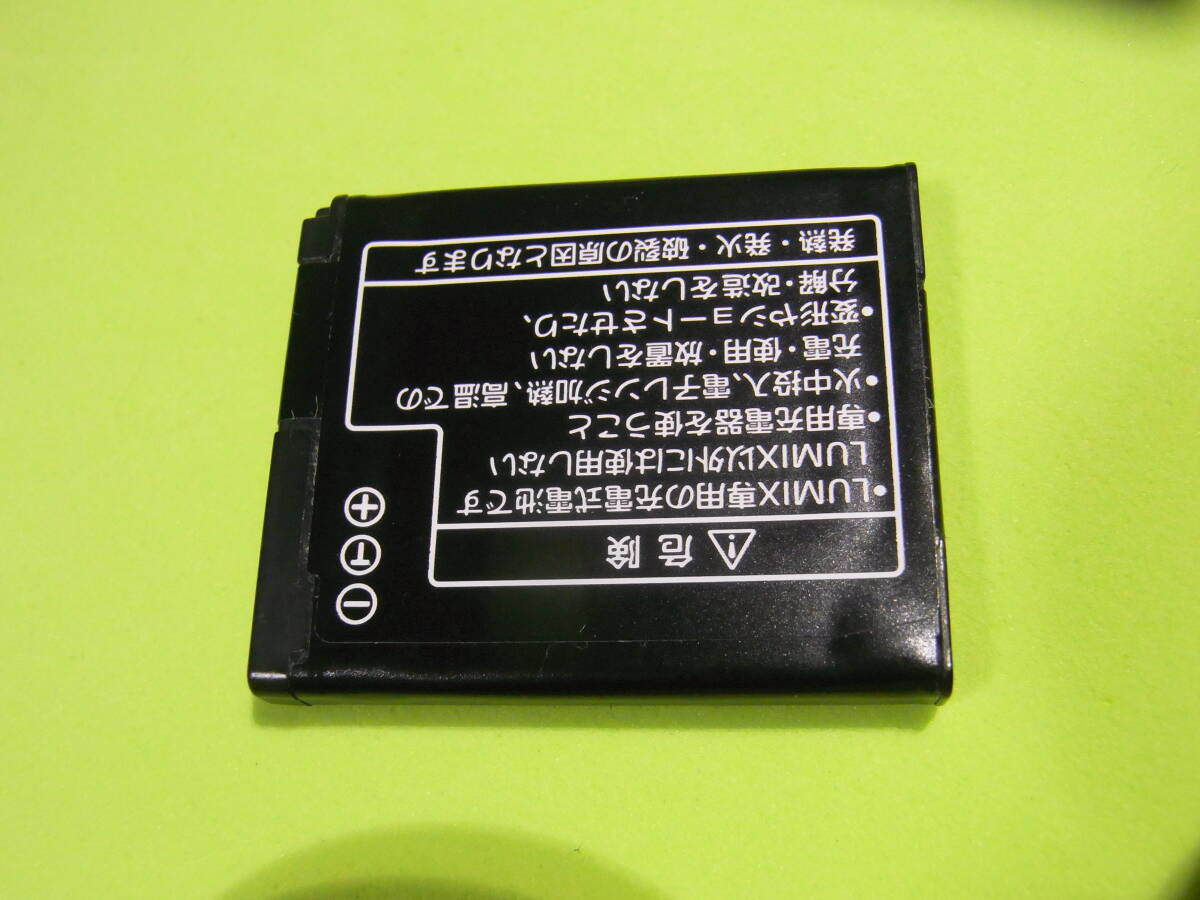 ⚠危険
•LUMIX専用の充電式電池です
LUMIX以外には使用しない
•専用充電器を使うこと
•火中投入、電子レンジ加熱、高温での
充電・使用・放置をしない
•変形やショートさせたり、
分解・改造をしない
発熱・発火・破裂の原因となります
− T +